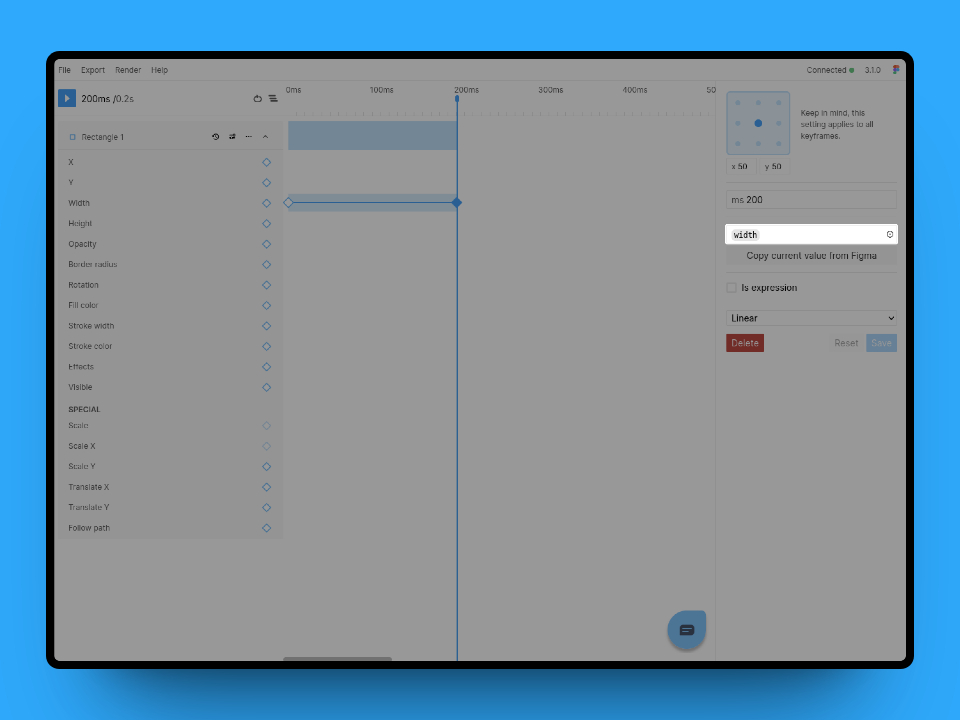 File Export Render Help
Connected 3.1.0
200ms /0.2s
0ms 100ms 200ms 300ms 400ms 50
Rectangle 1
X
Y
Width
Height
Opacity
Border radius
Rotation
Fill color
Stroke width
Stroke color
Effects
Visible
SPECIAL
Scale
Scale X
Scale Y
Translate X
Translate Y
Follow path
Keep in mind, this
setting applies to all
keyframes.
x 50 y 50
ms 200
width
Copy current value from Figma
Is expression
Linear
Delete Reset Save